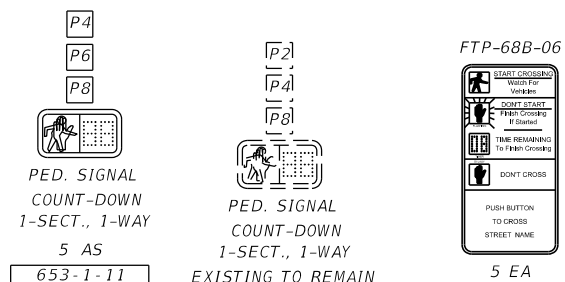 P4
P6
P8
PED. SIGNAL
COUNT-DOWN
1-SECT., 1-WAY
5 AS
653-1-11
P2
P4
P8
PED. SIGNAL
COUNT-DOWN
1-SECT., 1-WAY
EXISTING TO REMAIN
FTP-68B-06
START CROSSING
Watch For
Vehicles
DON'T START
Finish Crossing
If Started
TIME REMAINING
To Finish Crossing
DON'T CROSS
PUSH BUTTON
TO CROSS
STREET NAME
5 EA